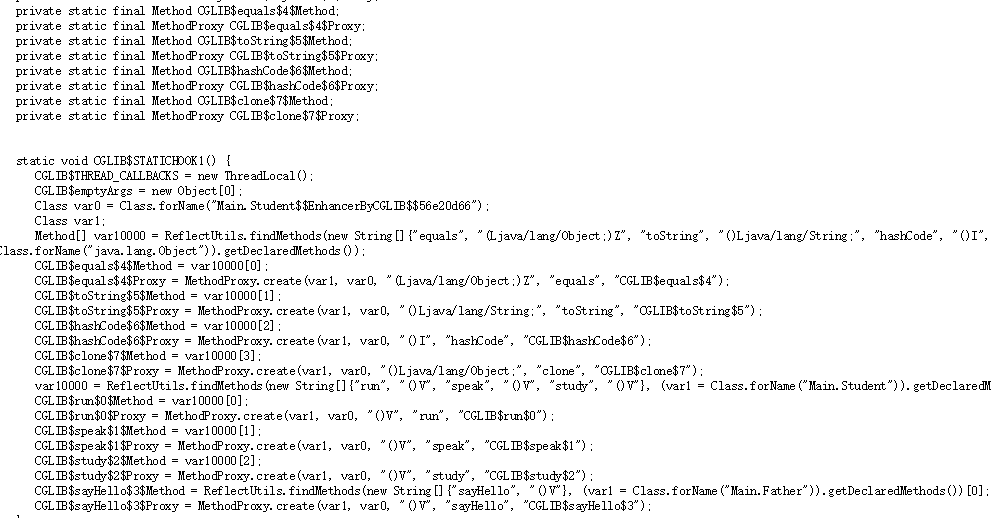 private static final Method CGLIB$equals$4$Method;
private static final MethodProxy CGLIB$equals$4$Proxy;
private static final Method CGLIB$toString$5$Method;
private static final MethodProxy CGLIB$toString$5$Proxy;
private static final Method CGLIB$hashCode$6$Method;
private static final MethodProxy CGLIB$hashCode$6$Proxy;
private static final Method CGLIB$clone$7$Method;
private static final MethodProxy CGLIB$clone$7$Proxy;
static void CGLIB$STATICHOOK1() {
CGLIB$THREAD_CALLBACKS = new ThreadLocal();
CGLIB$emptyArgs = new Object[0];
Class var0 = Class.forName("Main.Student$$EnhancerByCGLIB$$56e20d66");
Class var1;
Method[] var10000 = ReflectUtils.findMethods(new String[]{"equals", "(Ljava/lang/Object;)Z", "toString", "()Ljava/lang/String;", "hashCode", "()I",
Class.forName("java.lang.Object")).getDeclaredMethods());
CGLIB$equals$4$Method = var10000[0];
CGLIB$equals$4$Proxy = MethodProxy.create(var1, var0, "(Ljava/lang/Object;)Z", "equals", "CGLIB$equals$4");
CGLIB$toString$5$Method = var10000[1];
CGLIB$toString$5$Proxy = MethodProxy.create(var1, var0, "()Ljava/lang/String;", "toString", "CGLIB$toString$5");
CGLIB$hashCode$6$Method = var10000[2];
CGLIB$hashCode$6$Proxy = MethodProxy.create(var1, var0, "()I", "hashCode", "CGLIB$hashCode$6");
CGLIB$clone$7$Method = var10000[3];
CGLIB$clone$7$Proxy = MethodProxy.create(var1, var0, "()Ljava/lang/Object;", "clone", "CGLIB$clone$7");
var10000 = ReflectUtils.findMethods(new String[]{"run", "()V", "speak", "()V", "study", "()V"}, (var1 = Class.forName("Main.Student")).getDeclaredM
CGLIB$run$0$Method = var10000[0];
CGLIB$run$0$Proxy = MethodProxy.create(var1, var0, "()V", "run", "CGLIB$run$0");
CGLIB$speak$1$Method = var10000[1];
CGLIB$speak$1$Proxy = MethodProxy.create(var1, var0, "()V", "speak", "CGLIB$speak$1");
CGLIB$study$2$Method = var10000[2];
CGLIB$study$2$Proxy = MethodProxy.create(var1, var0, "()V", "study", "CGLIB$study$2");
CGLIB$sayHello$3$Method = ReflectUtils.findMethods(new String[]{"sayHello", "()V"}, (var1 = Class.forName("Main.Father")).getDeclaredMethods())[0];
CGLIB$sayHello$3$Proxy = MethodProxy.create(var1, var0, "()V", "sayHello", "CGLIB$sayHello$3");